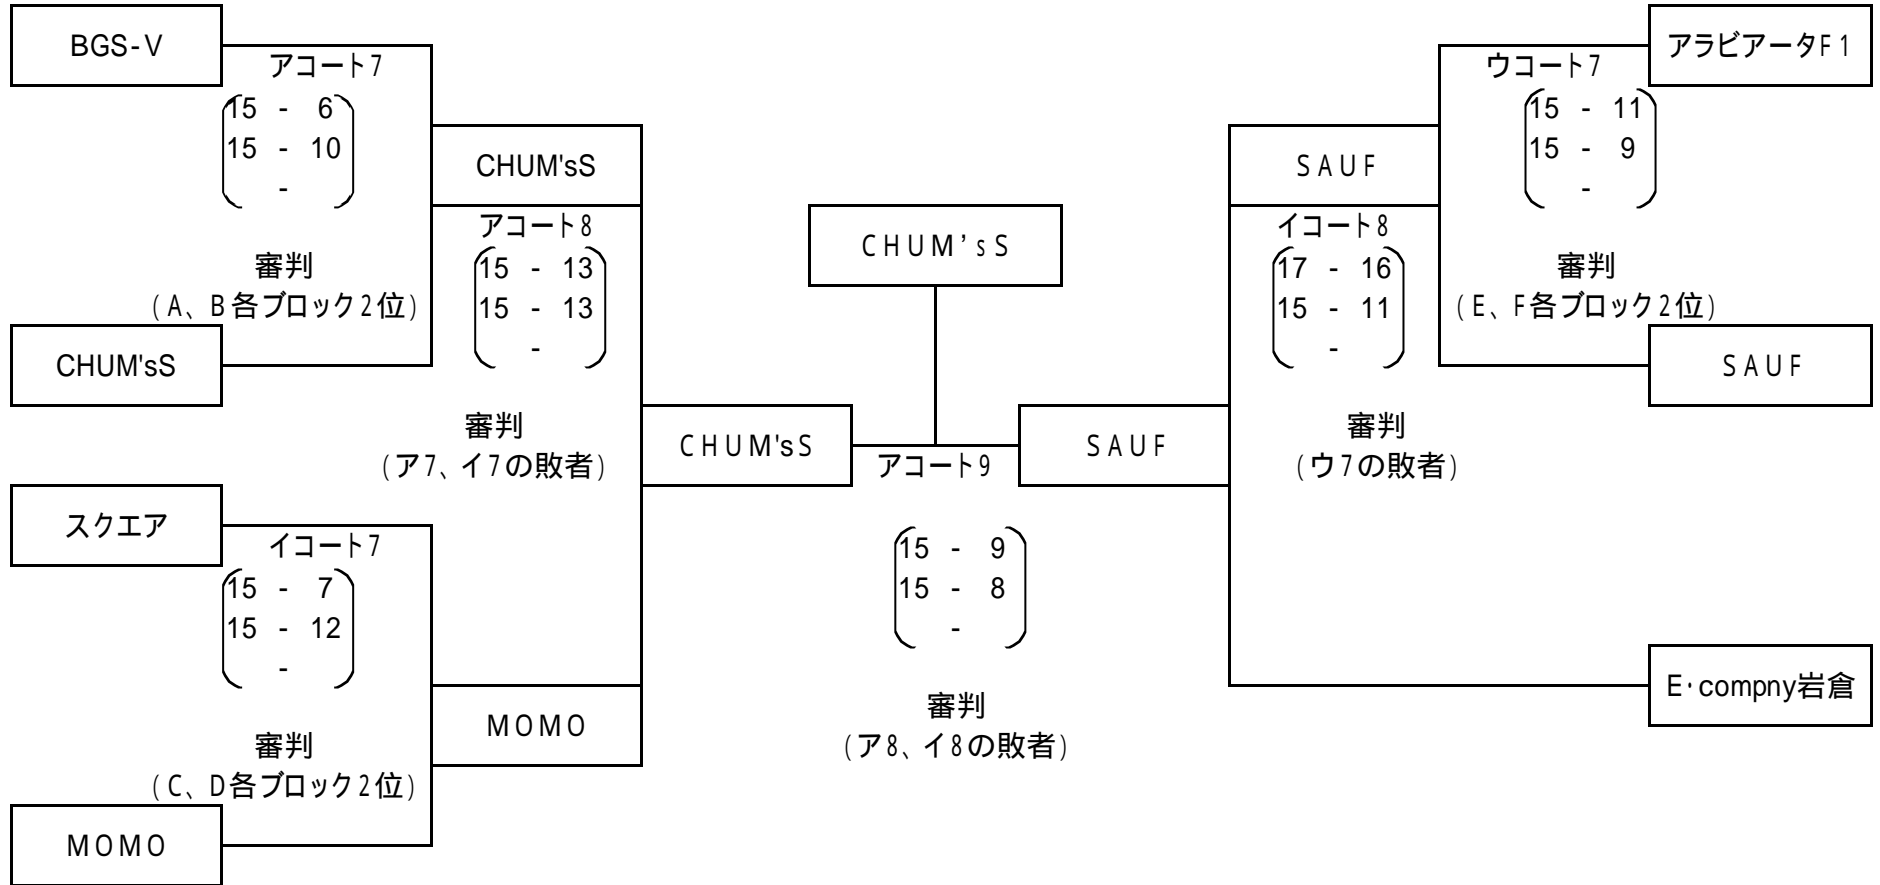 BGS-V
アコート7
15 - 6
15 - 10
-
審判
(A、B各ブロック2位)
CHUM'sS
CHUM'sS
アコート8
15 - 13
15 - 13
-
審判
(ア7、イ7の敗者)
スクエア
イコート7
15 - 7
15 - 12
-
審判
(C、D各ブロック2位)
MOMO
MOMO
CHUM'sS
CHUM'sS
アコート9
15 - 9
15 - 8
-
審判
(ア8、イ8の敗者)
SAUF
SAUF
イコート8
17 - 16
15 - 11
-
審判
(ウ7の敗者)
アラビアータF1
ウコート7
15 - 11
15 - 9
-
審判
(E、F各ブロック2位)
SAUF
E・compny岩倉